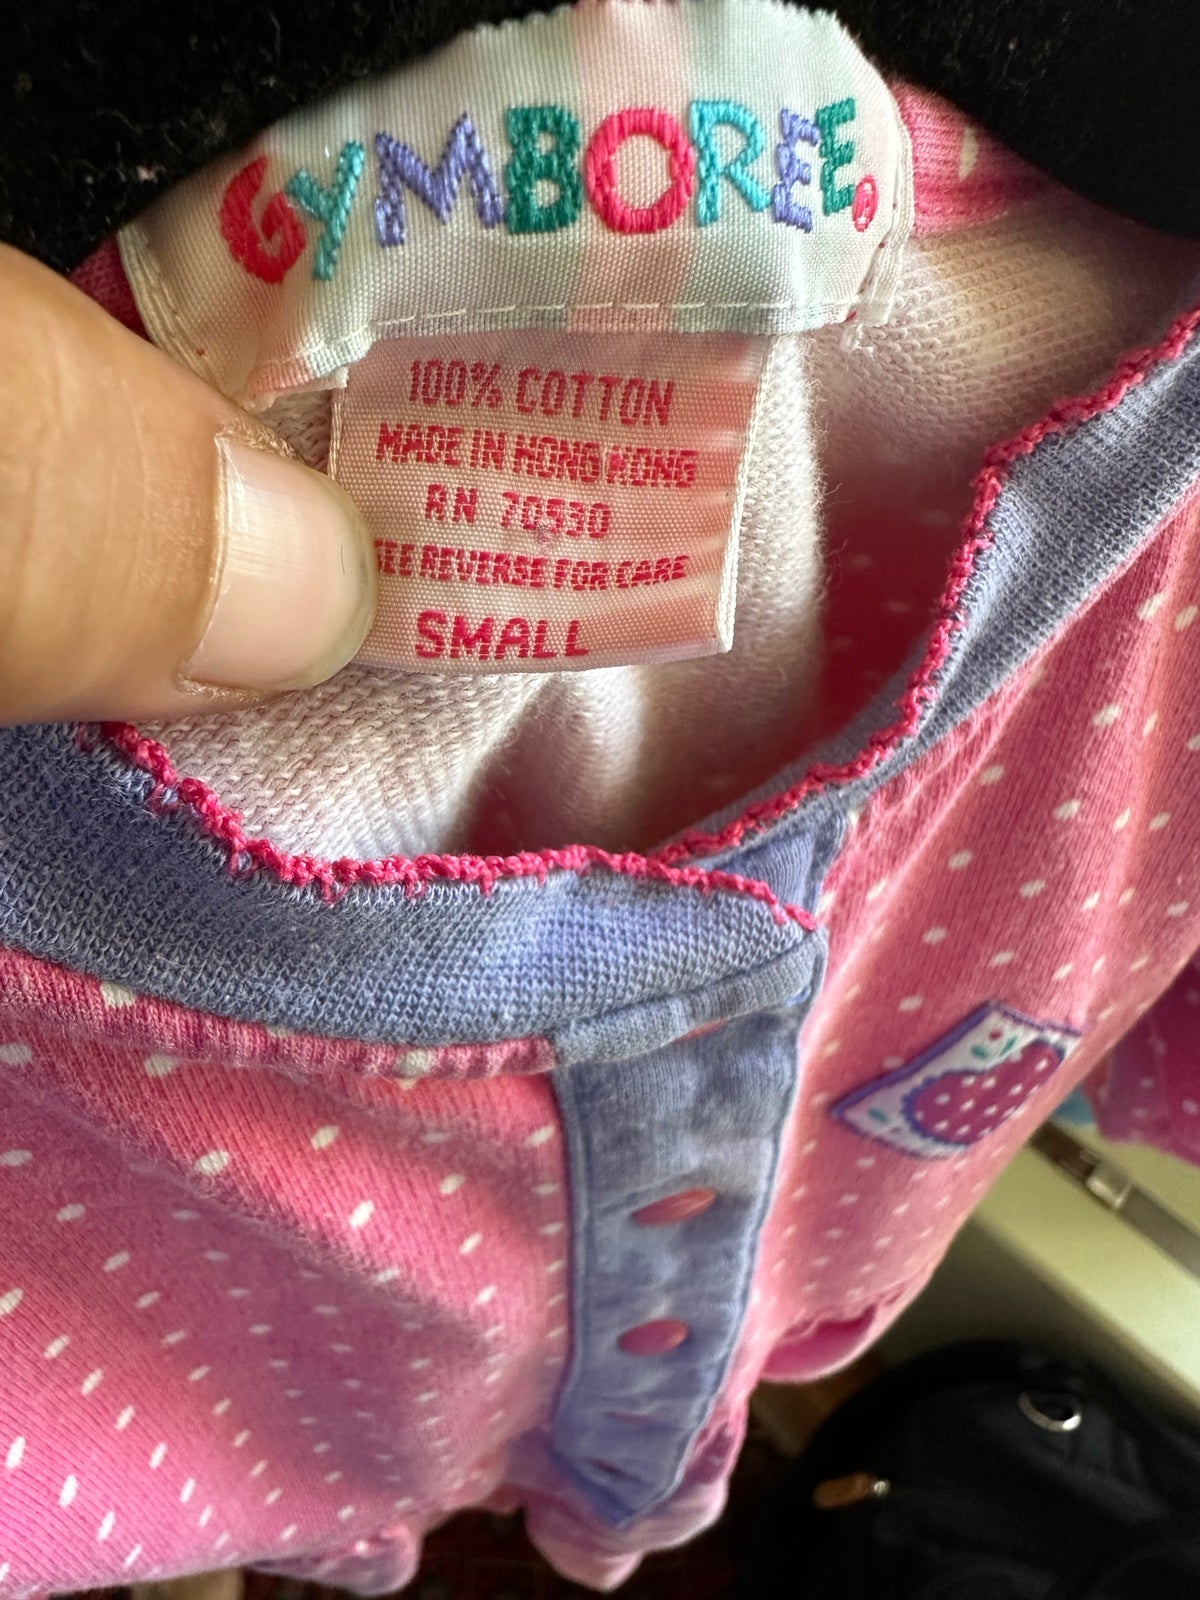 GYMBOREE®
100% COTTON
MADE IN HONG KONG
RN 70530
SEE REVERSE FOR CARE
SMALL